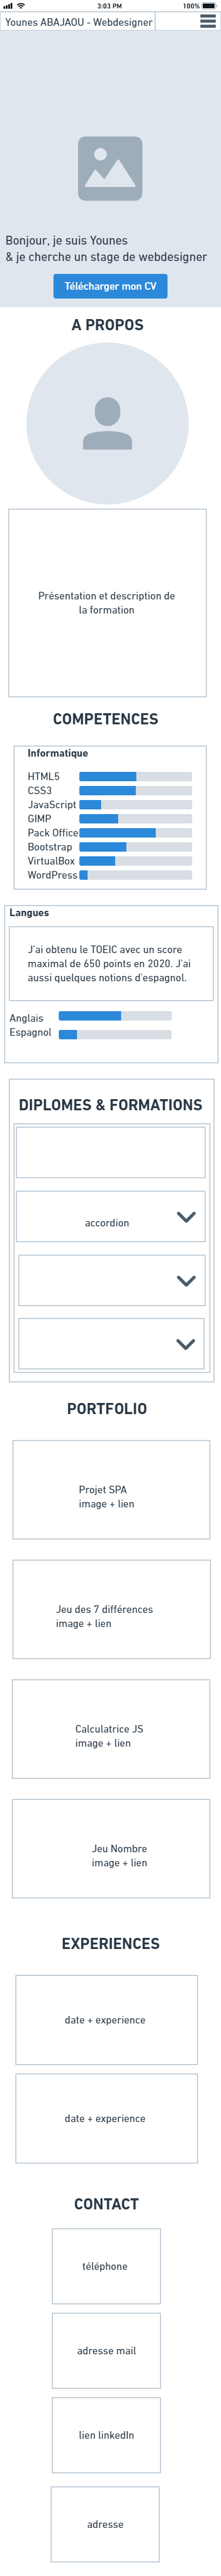 3:03 PM
100%
Younes ABAJAOU - Webdesigner
Bonjour, je suis Younes
& je cherche un stage de webdesigner
Télécharger mon CV
A PROPOS
Présentation et description de
la formation
COMPETENCES
Informatique
HTML5
CSS3
JavaScript
GIMP
Pack Office
Bootstrap
VirtualBox
WordPress
Langues
J'ai obtenu le TOEIC avec un score
maximal de 650 points en 2020. J'ai
aussi quelques notions d'espagnol.
Anglais
Espagnol
DIPLOMES & FORMATIONS
accordion
PORTFOLIO
Projet SPA
image + lien
Jeu des 7 différences
image + lien
Calculatrice JS
image + lien
Jeu Nombre
image + lien
EXPERIENCES
date + experience
date + experience
CONTACT
téléphone
adresse mail
lien linkedIn
adresse